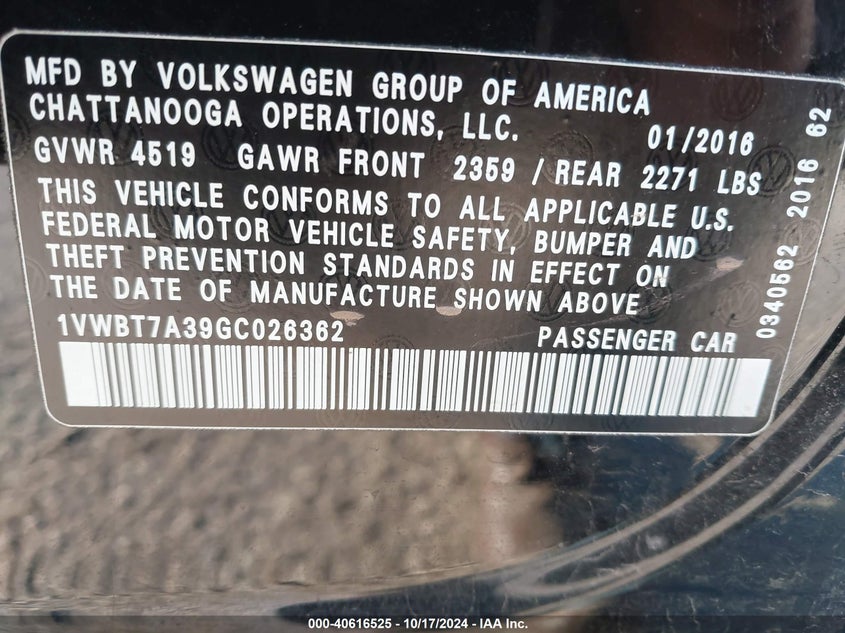 MFD BY VOLKSWAGEN GROUP OF AMERICA
CHATTANOOGA OPERATIONS, LLC. 01/2016
GVWR 4519 GAWR FRONT 2359 / REAR 2271 LBS
THIS VEHICLE CONFORMS TO ALL APPLICABLE U.S.
FEDERAL MOTOR VEHICLE SAFETY, BUMPER AND
THEFT PREVENTION STANDARDS IN EFFECT ON
THE DATE OF MANUFACTURE SHOWN ABOVE
1VWBT7A39GC026362 PASSENGER CAR
0340562 2016 62
000-40616525 - 10/17/2024 - IAA Inc.